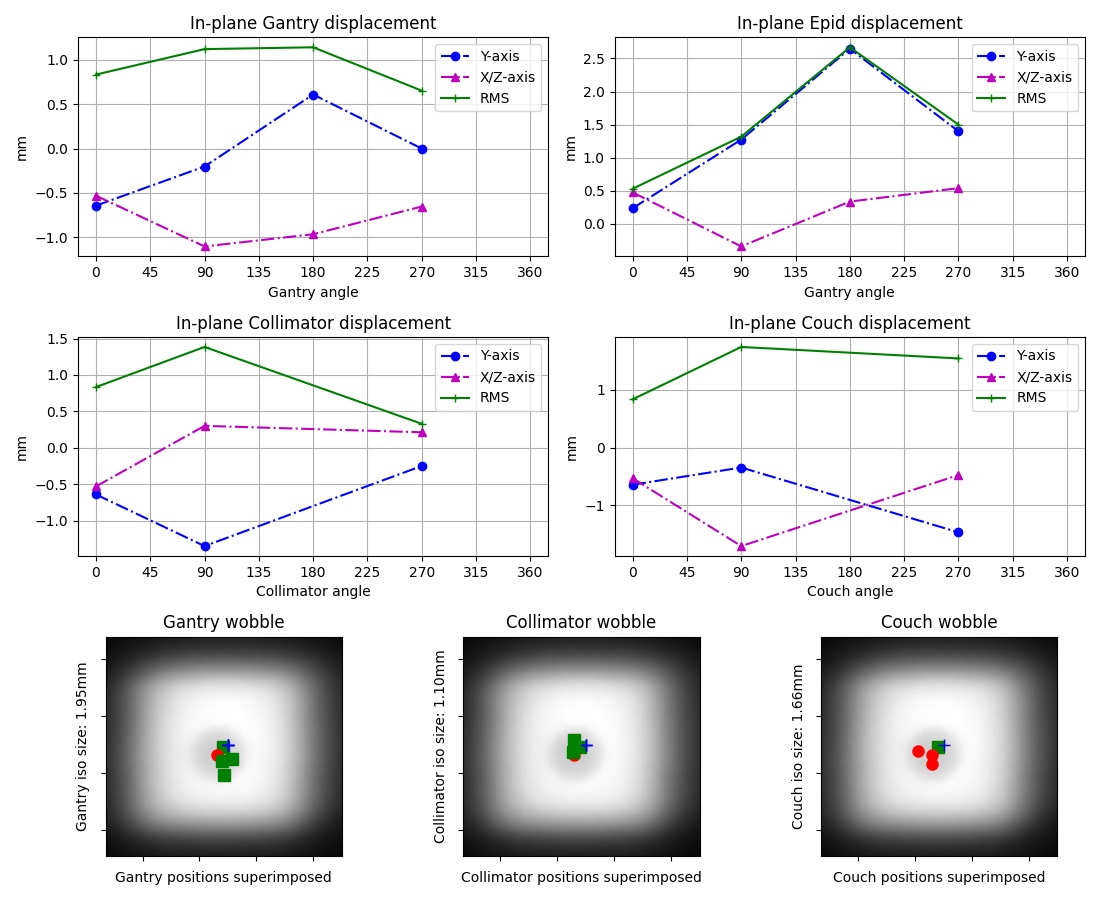 In-plane Gantry displacement
1.0
0.5
0.0
−0.5
−1.0
mm
Y-axis
X/Z-axis
RMS
0 45 90 135 180 225 270 315 360
Gantry angle
In-plane Epid displacement
2.5
2.0
1.5
1.0
0.5
0.0
mm
Y-axis
X/Z-axis
RMS
0 45 90 135 180 225 270 315 360
Gantry angle
In-plane Collimator displacement
1.5
1.0
0.5
0.0
−0.5
−1.0
mm
Y-axis
X/Z-axis
RMS
0 45 90 135 180 225 270 315 360
Collimator angle
In-plane Couch displacement
1
0
−1
mm
Y-axis
X/Z-axis
RMS
0 45 90 135 180 225 270 315 360
Couch angle
Gantry wobble
Gantry iso size: 1.95mm
Gantry positions superimposed
Collimator wobble
Collimator iso size: 1.10mm
Collimator positions superimposed
Couch wobble
Couch iso size: 1.66mm
Couch positions superimposed